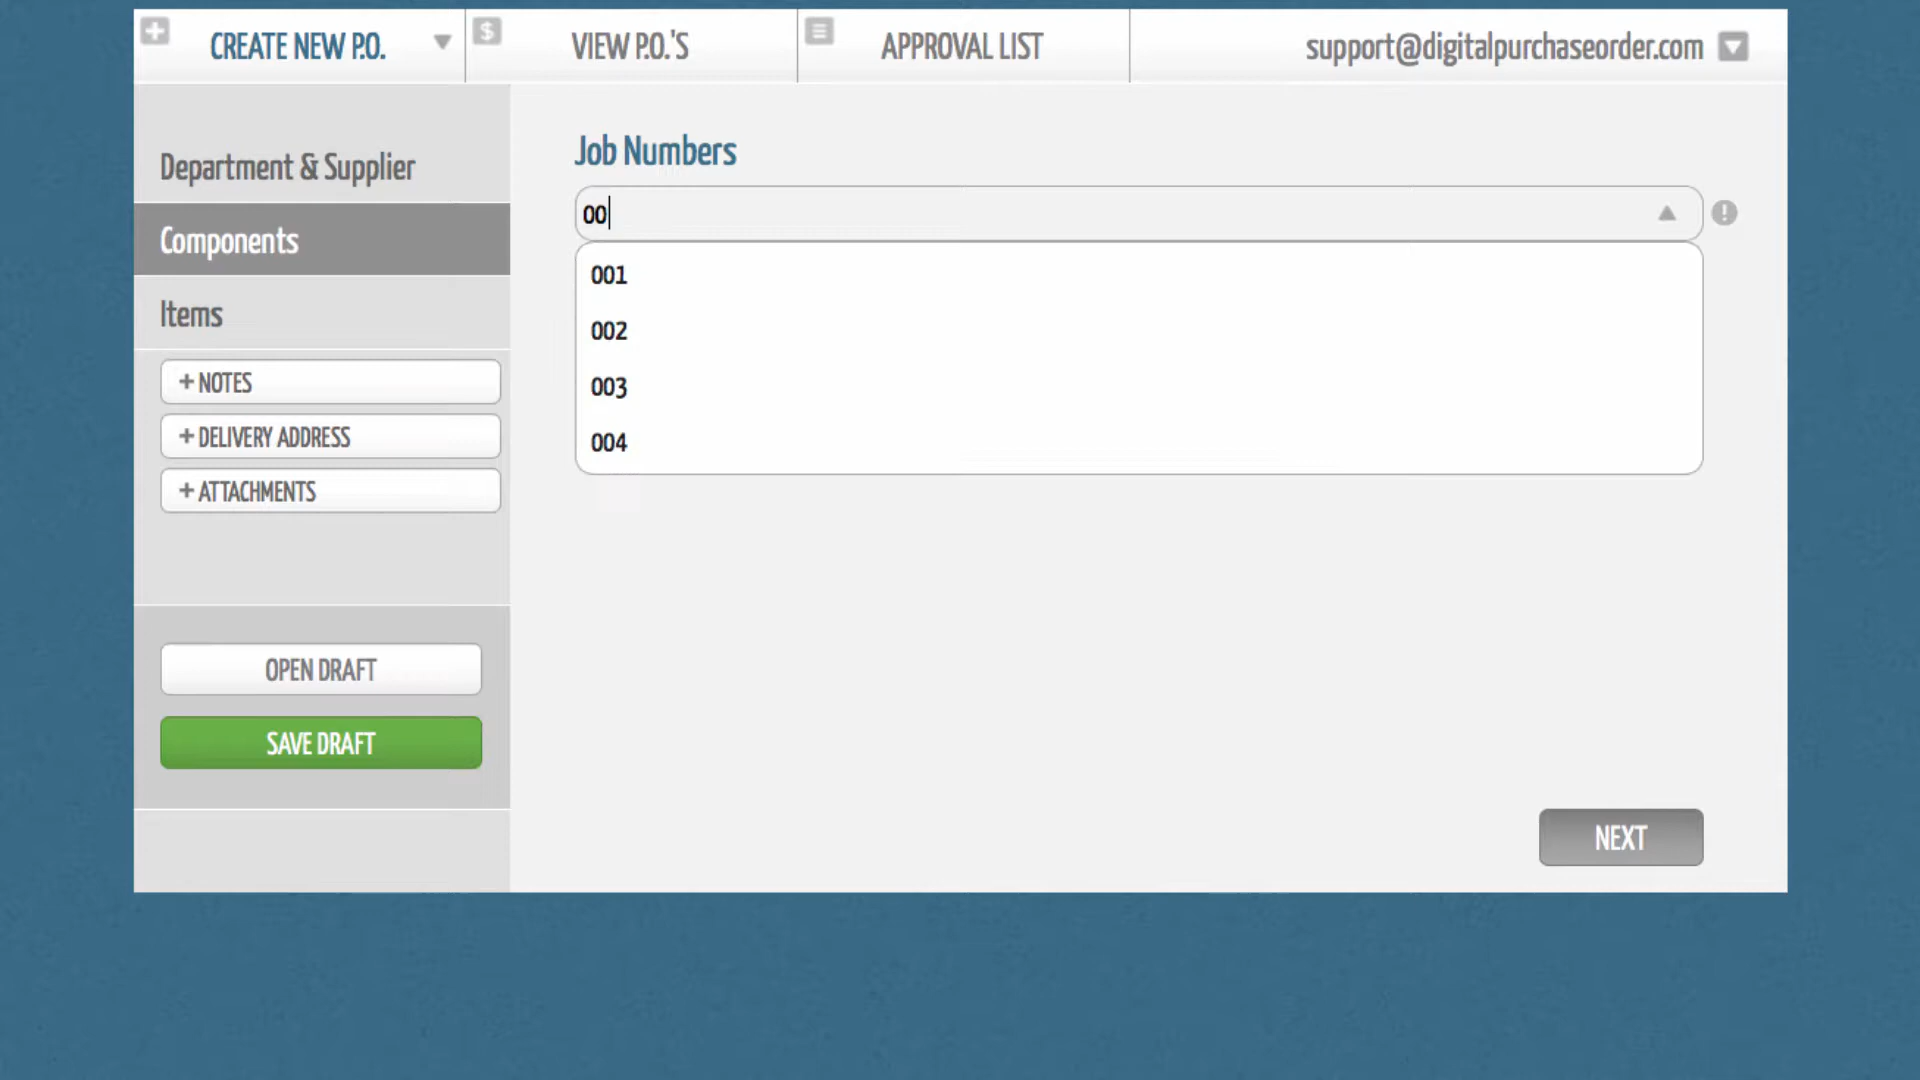 CREATE NEW P.O.
$
VIEW P.O.'S
APPROVAL LIST
support@digitalpurchaseorder.com
Department & Supplier
Components
Items
+ NOTES
+ DELIVERY ADDRESS
+ ATTACHMENTS
OPEN DRAFT
SAVE DRAFT
Job Numbers
00
001
002
003
004
NEXT